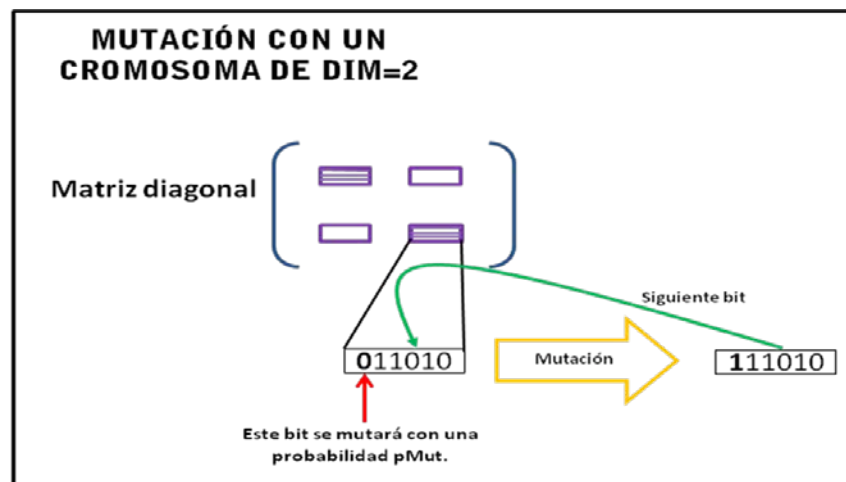 MUTACIÓN CON UN
CROMOSOMA DE DIM=2
Matriz diagonal
Siguiente bit
011010
Mutación
111010
Este bit se mutará con una
probabilidad pMut.